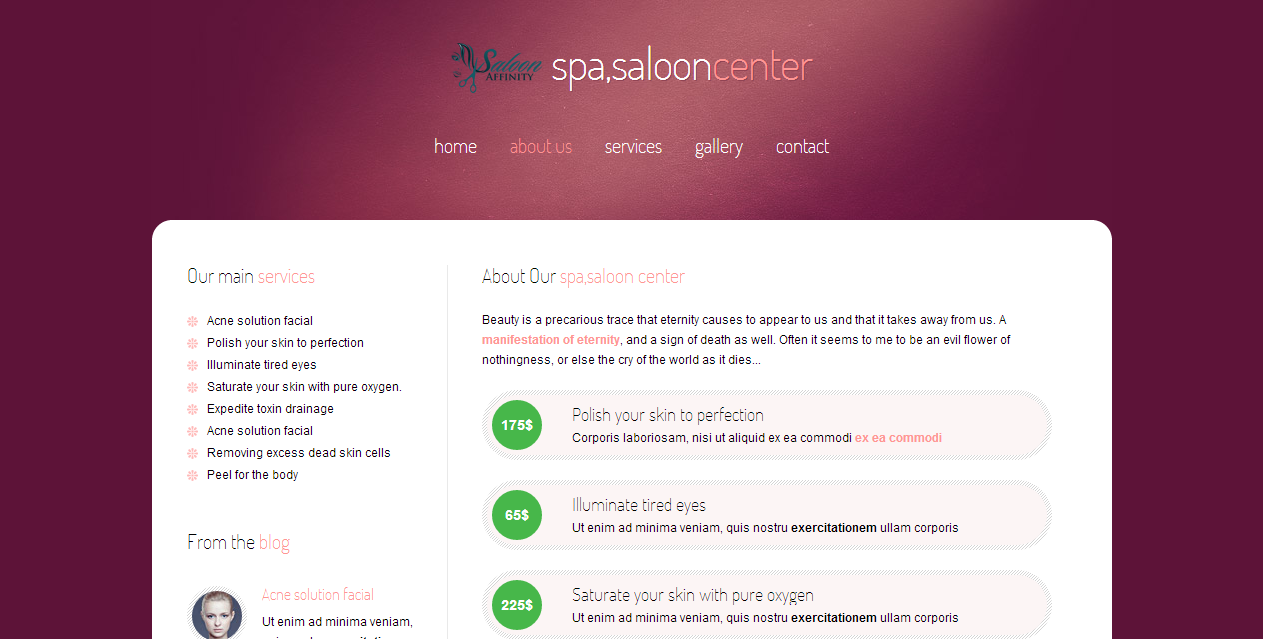 Saloon
AFFINITY
spa,salooncenter
home about us services gallery contact
Our main services
Acne solution facial
Polish your skin to perfection
Illuminate tired eyes
Saturate your skin with pure oxygen.
Expedite toxin drainage
Acne solution facial
Removing excess dead skin cells
Peel for the body
From the blog
Acne solution facial
Ut enim ad minima veniam,
About Our spa,saloon center
Beauty is a precarious trace that eternity causes to appear to us and that it takes away from us. A
manifestation of eternity, and a sign of death as well. Often it seems to me to be an evil flower of
nothingness, or else the cry of the world as it dies...
175$
Polish your skin to perfection
Corporis laboriosam, nisi ut aliquid ex ea commodi ex ea commodi
65$
Illuminate tired eyes
Ut enim ad minima veniam, quis nostru exercitationem ullam corporis
225$
Saturate your skin with pure oxygen
Ut enim ad minima veniam, quis nostru exercitationem ullam corporis